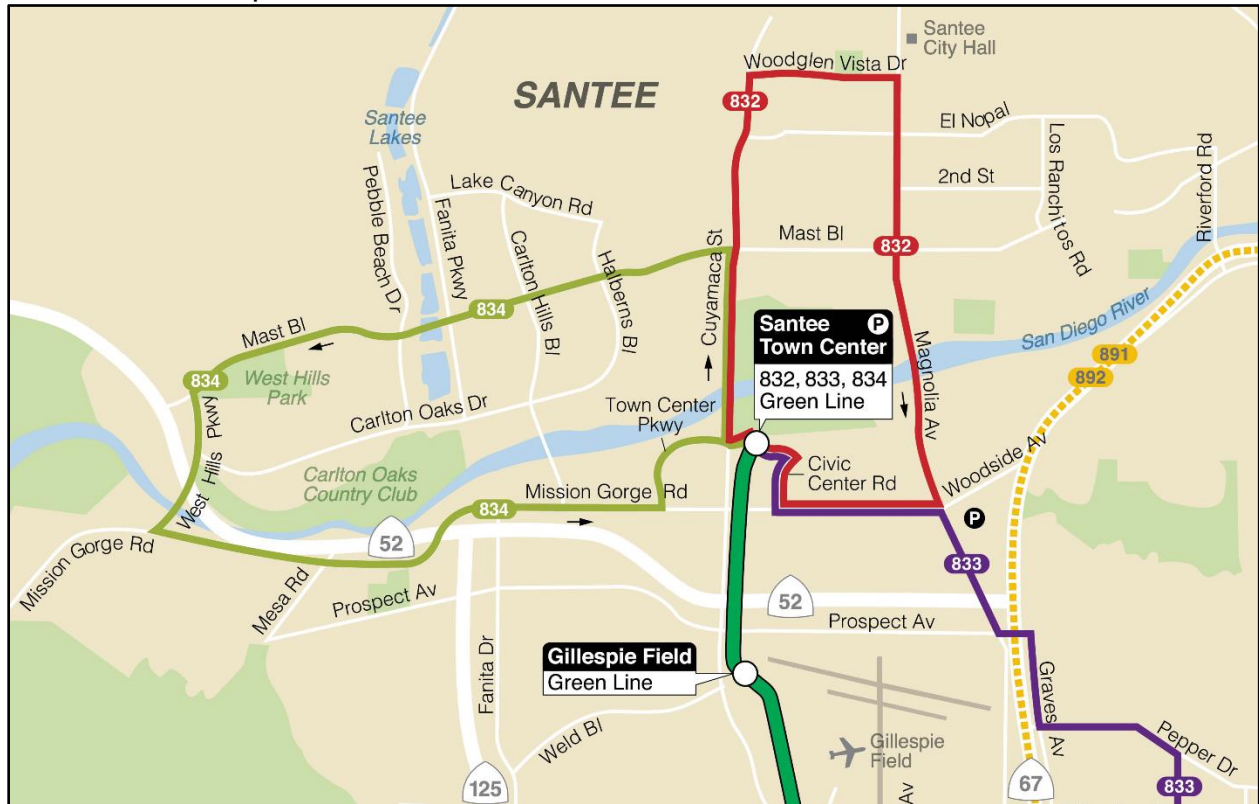 Santee
City Hall
Woodglen Vista Dr
SANTEE
832
El Nopal
Santee
Lakes
Lake Canyon Rd
2nd St
Los Ranchitos Rd
Riverford Rd
Pebble Beach Dr
Fanita Pkwy
Carlton Hills Bl
Halberns Bl
Cuyamaca St
Mast Bl
832
Mast Bl
834
834
West Hills
Park
West Hills Pkwy
Carlton Oaks Dr
Town Center
Pkwy
Santee P
Town Center
832, 833, 834
Green Line
Magnolia Av
San Diego River
891
892
Carlton Oaks
Country Club
Civic
Center Rd
Woodside Av
Mission Gorge Rd
834
P
Mission Gorge Rd
52
Mesa Rd
Prospect Av
833
52
Prospect Av
Gillespie Field
Green Line
Fanita Dr
Weld Bl
Graves Av
Gillespie
Field
Pepper Dr
125
Av
67
833